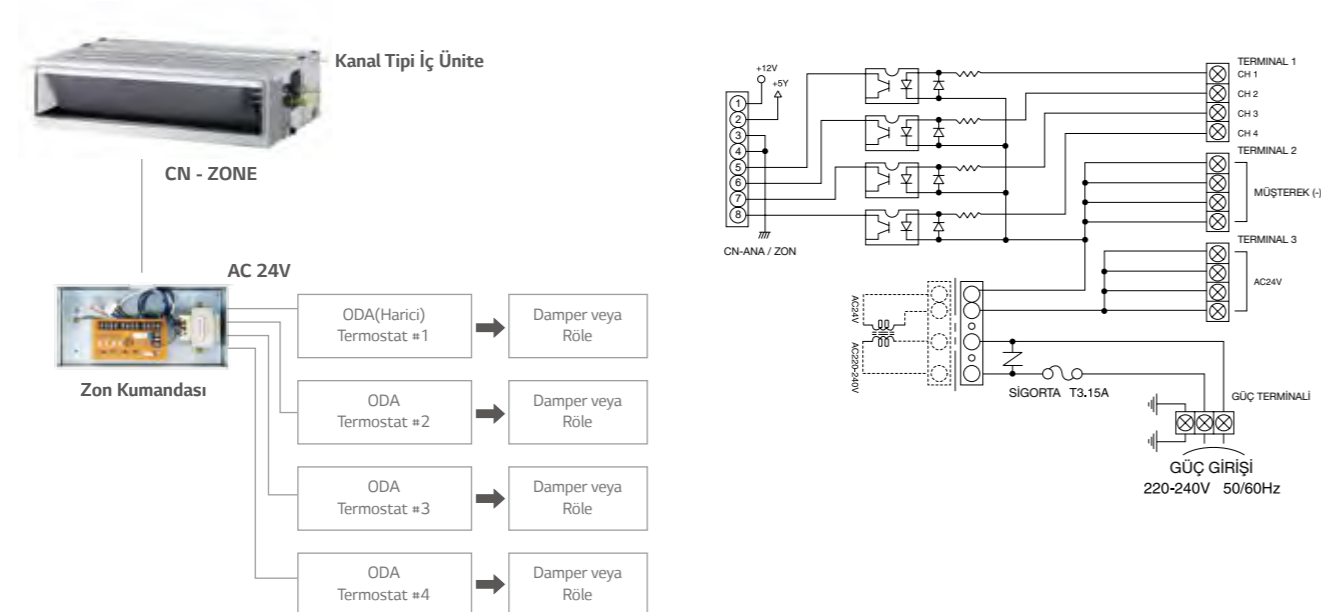 Kanal Tipi İç Ünite
CN - ZONE
AC 24V
Zon Kumandası
ODA(Harici)
Termostat #1
Damper veya
Röle
ODA
Termostat #2
Damper veya
Röle
ODA
Termostat #3
Damper veya
Röle
ODA
Termostat #4
Damper veya
Röle
+12V
+5Y
1
2
3
4
5
6
7
8
CN-ANA / ZON
TERMINAL 1
CH 1
CH 2
CH 3
CH 4
TERMINAL 2
MÜŞTEREK (-)
TERMINAL 3
AC24V
AC24V
AC220-240V
SİGORTA T3.15A
GÜÇ TERMİNALİ
GÜÇ GİRİŞİ
220-240V 50/60Hz